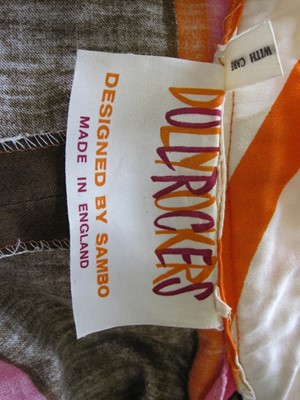 WITH CARE
DOLLYROCKERS
DESIGNED BY SAMBO
MADE IN ENGLAND